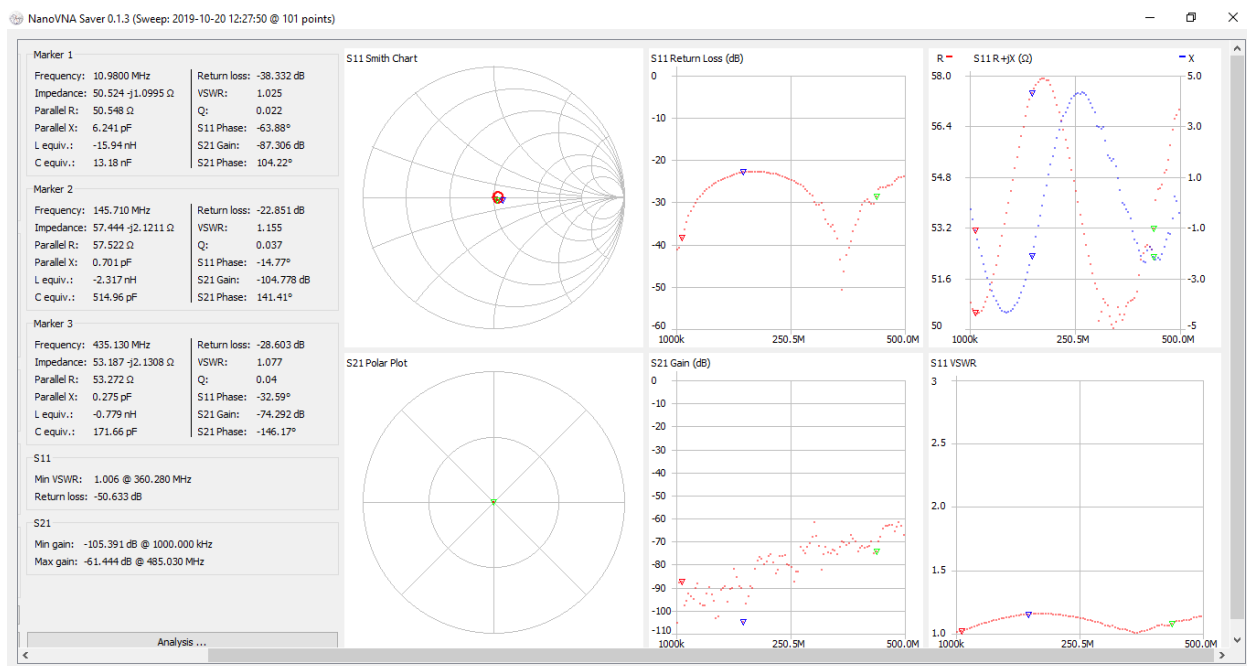 NanoVNA Saver 0.1.3 (Sweep: 2019-10-20 12:27:50 @ 101 points)
Marker 1
Frequency: 10.9800 MHz Return loss: -38.332 dB
Impedance: 50.524 -j1.0995 Ω VSWR: 1.025
Parallel R: 50.548 Ω Q: 0.022
Parallel X: 6.241 pF S11 Phase: -63.88°
L equiv.: -15.94 nH S21 Gain: -87.306 dB
C equiv.: 13.18 nF S21 Phase: 104.22°
Marker 2
Frequency: 145.710 MHz Return loss: -22.851 dB
Impedance: 57.444 -j2.1211 Ω VSWR: 1.155
Parallel R: 57.522 Ω Q: 0.037
Parallel X: 0.701 pF S11 Phase: -14.77°
L equiv.: -2.317 nH S21 Gain: -104.778 dB
C equiv.: 514.96 pF S21 Phase: 141.41°
Marker 3
Frequency: 435.130 MHz Return loss: -28.603 dB
Impedance: 53.187 -j2.1308 Ω VSWR: 1.077
Parallel R: 53.272 Ω Q: 0.04
Parallel X: 0.275 pF S11 Phase: -32.59°
L equiv.: -0.779 nH S21 Gain: -74.292 dB
C equiv.: 171.66 pF S21 Phase: -146.17°
S11
Min VSWR: 1.006 @ 360.280 MHz
Return loss: -50.633 dB
S21
Min gain: -105.391 dB @ 1000.000 kHz
Max gain: -61.444 dB @ 485.030 MHz
Analysis ...
S11 Smith Chart
S11 Return Loss (dB)
0
-10
-20
-30
-40
-50
-60
1000k 250.5M 500.0M
R S11 R+jX (Ω) X
58.0 5.0
56.4 3.0
54.8 1.0
53.2 -1.0
51.6 -3.0
50 -5
1000k 250.5M 500.0M
S21 Polar Plot
S21 Gain (dB)
0
-10
-20
-30
-40
-50
-60
-70
-80
-90
-100
-110
1000k 250.5M 500.0M
S11 VSWR
3
2.5
2.0
1.5
1.0
1000k 250.5M 500.0M